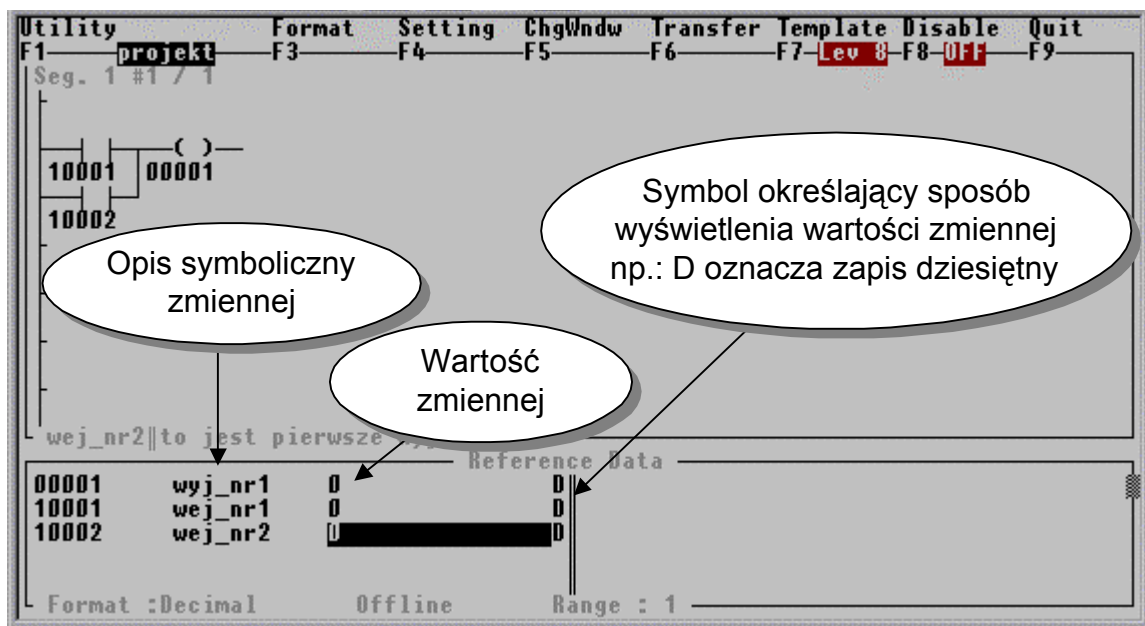 Utility Format Setting ChgWndw Transfer Template Disable Quit
F1 projekt F3 F4 F5 F6 F7 Lev 8 F8 OFF F9
Seg. 1 #1 / 1
( )
10001 00001
10002
Opis symboliczny
zmiennej
Wartość
zmiennej
Symbol określający sposób
wyświetlenia wartości zmiennej
np.: D oznacza zapis dziesiętny
wej_nr2||to jest pierwsze
Reference Data
00001 wyj_nr1 0 D
10001 wej_nr1 0 D
10002 wej_nr2 0 D
Format :Decimal Offline Range : 1